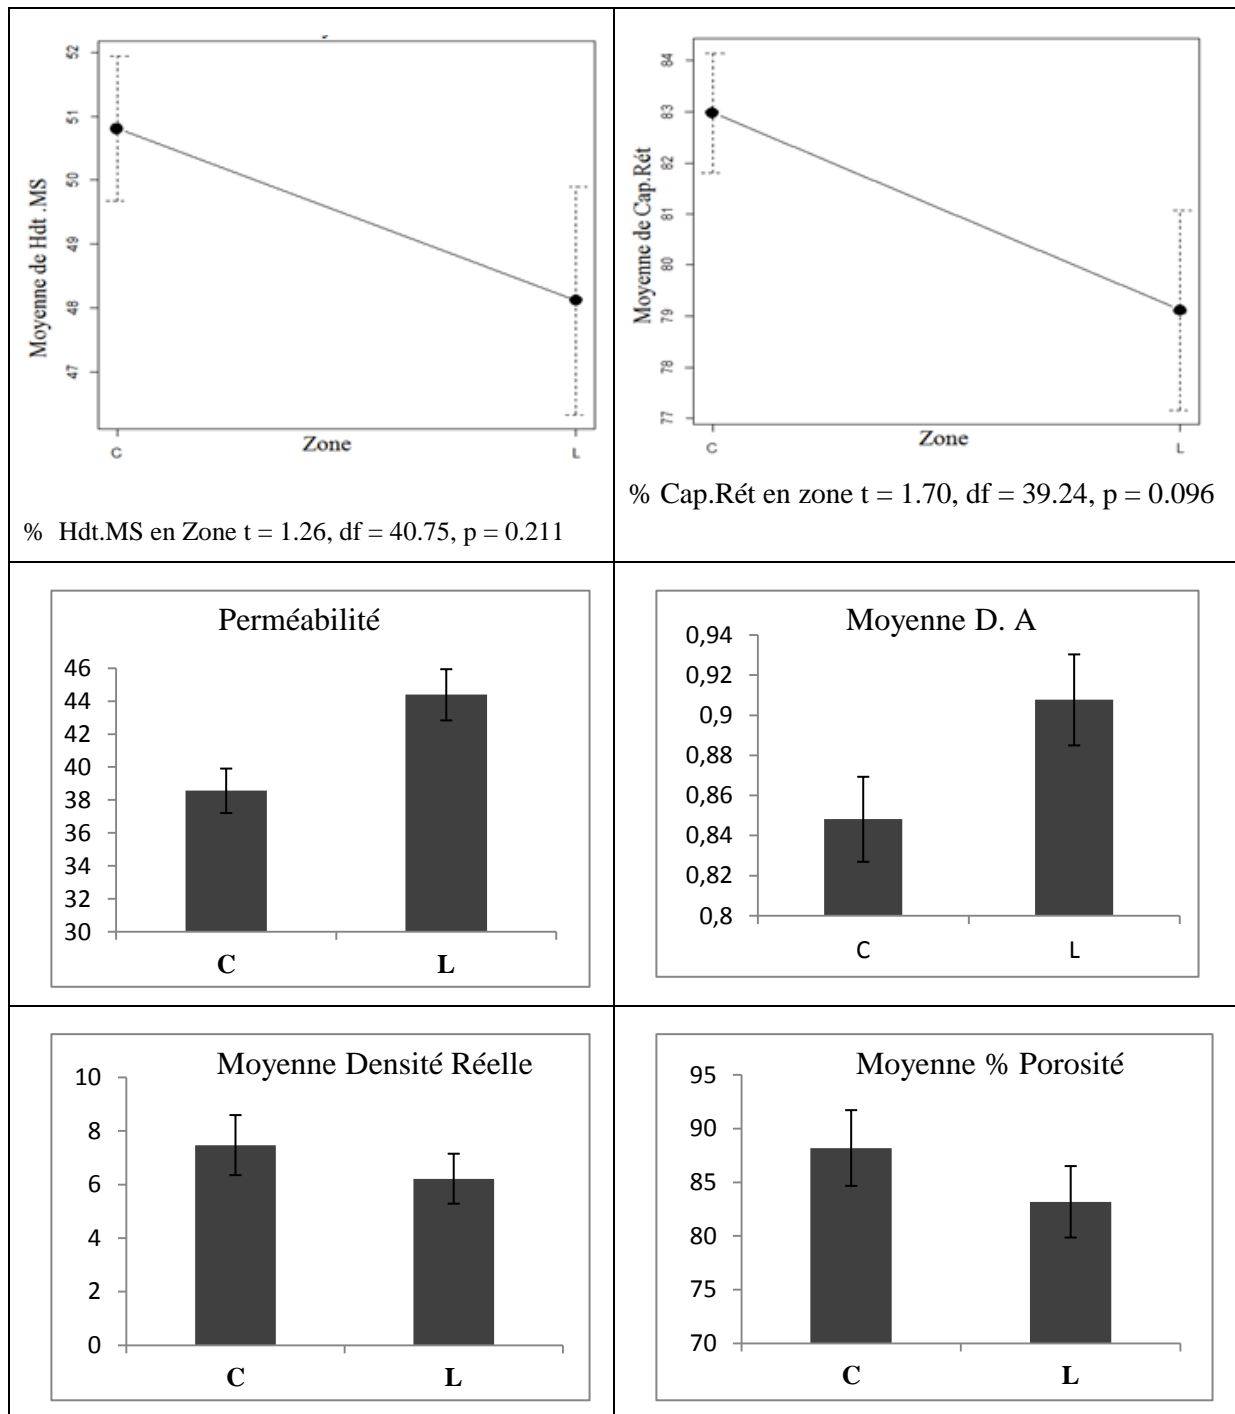 Moyenne de Hdt .MS
52
51
50
49
48
47
C
Zone
L
% Hdt.MS en Zone t = 1.26, df = 40.75, p = 0.211
Moyenne de Cap.Rét
84
83
82
81
80
79
78
77
C
Zone
L
% Cap.Rét en zone t = 1.70, df = 39.24, p = 0.096
Perméabilité
46
44
42
40
38
36
34
32
30
C
L
Moyenne D. A
0,94
0,92
0,9
0,88
0,86
0,84
0,82
0,8
C
L
Moyenne Densité Réelle
10
8
6
4
2
0
C
L
Moyenne % Porosité
95
90
85
80
75
70
C
L